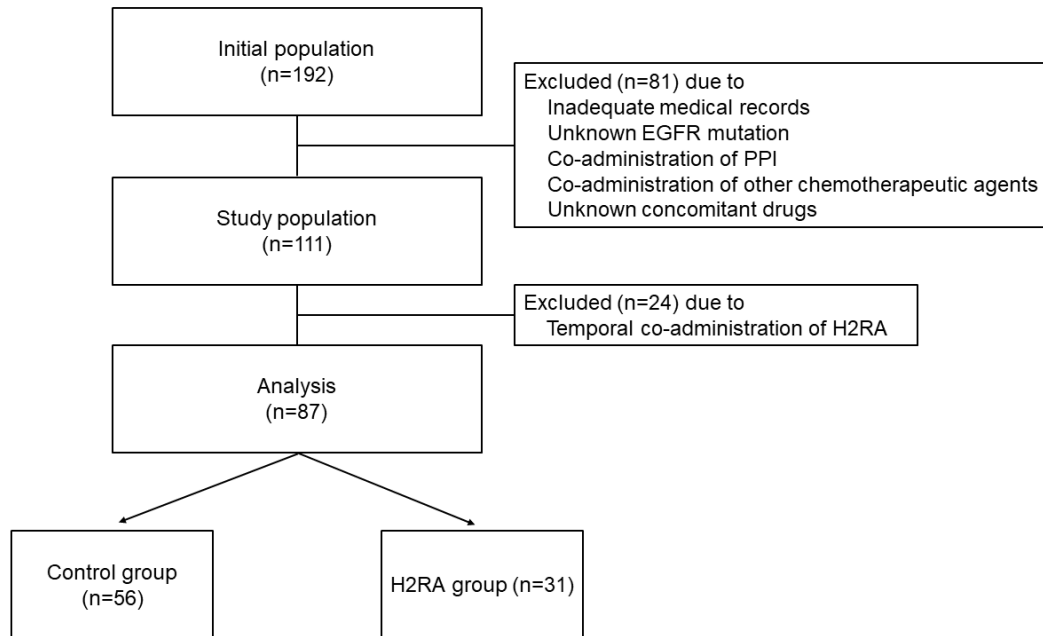 Initial population
(n=192)
Excluded (n=81) due to
Inadequate medical records
Unknown EGFR mutation
Co-administration of PPI
Co-administration of other chemotherapeutic agents
Unknown concomitant drugs
Study population
(n=111)
Excluded (n=24) due to
Temporal co-administration of H2RA
Analysis
(n=87)
Control group
(n=56)
H2RA group (n=31)